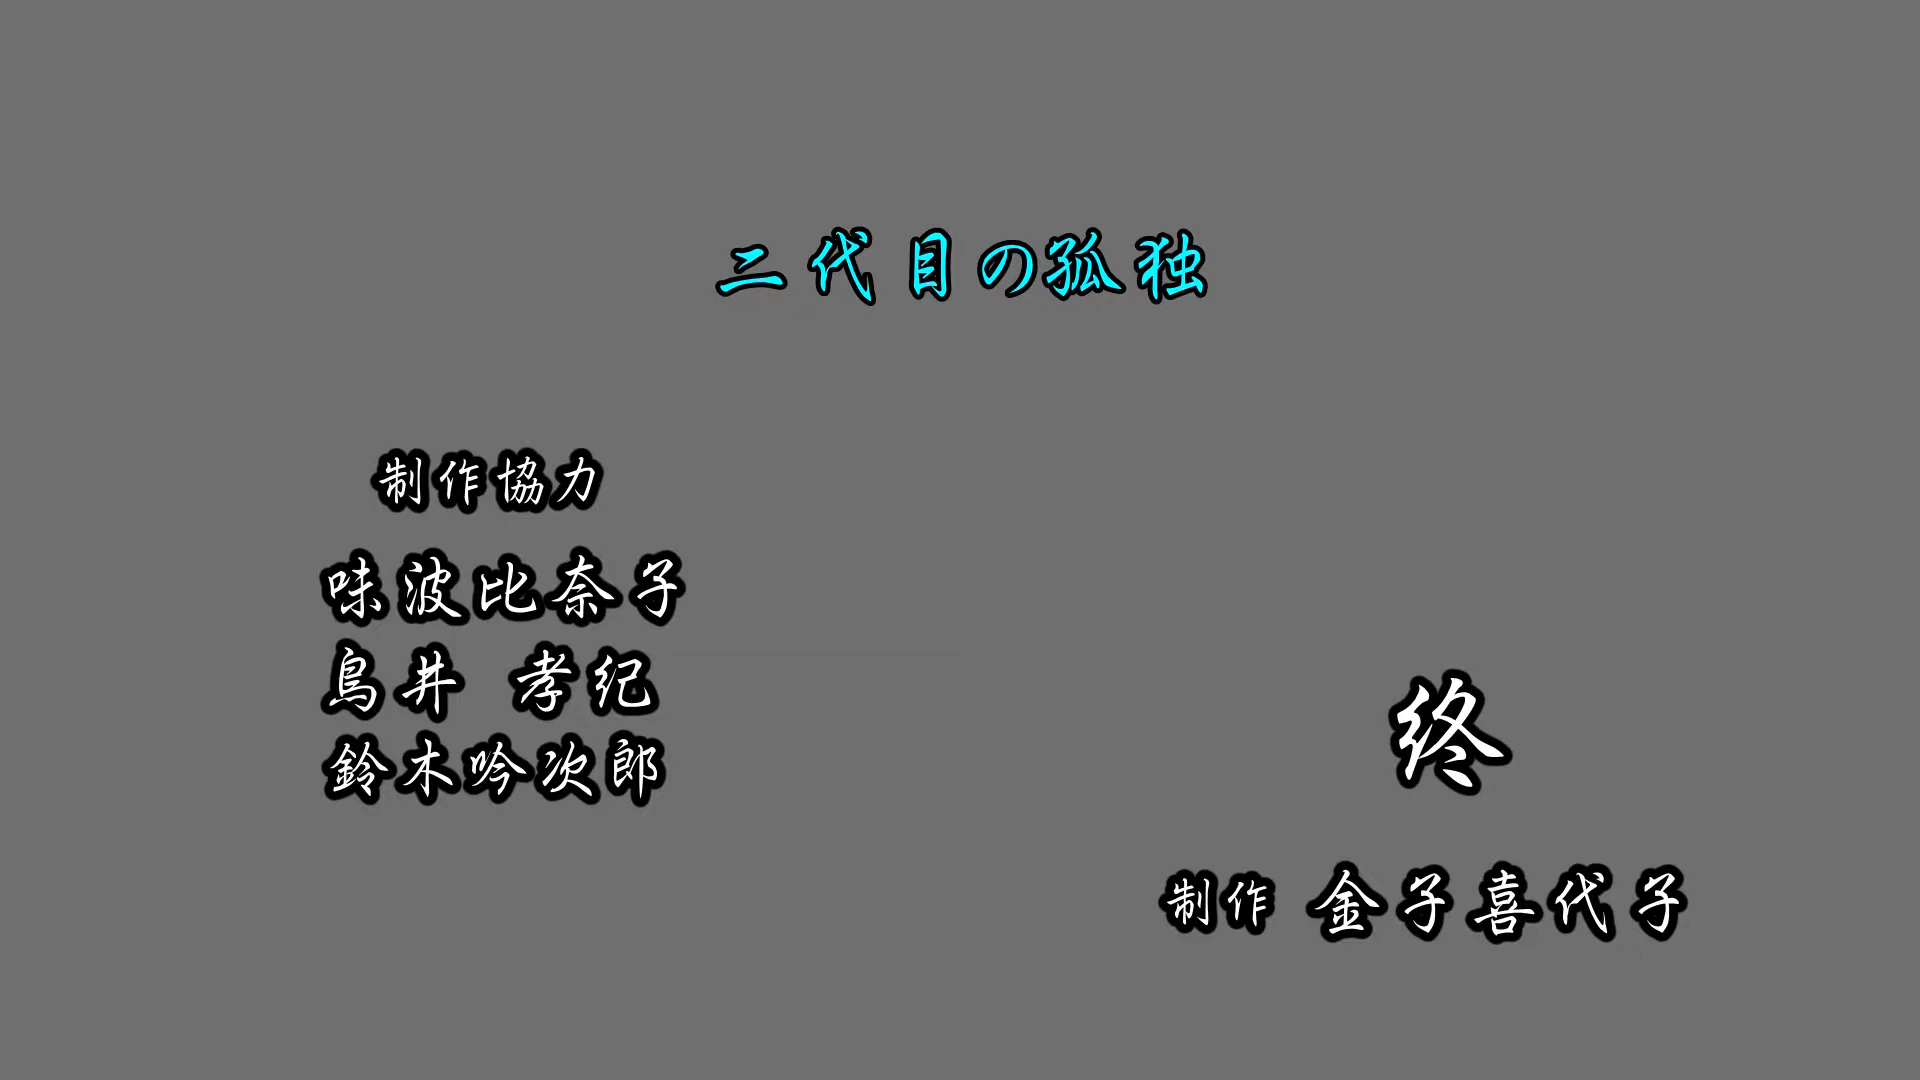 二代目の孤独
制作協力
味波比奈子
鳥井 孝紀
鈴木吟次郎
終
制作 金子喜代子